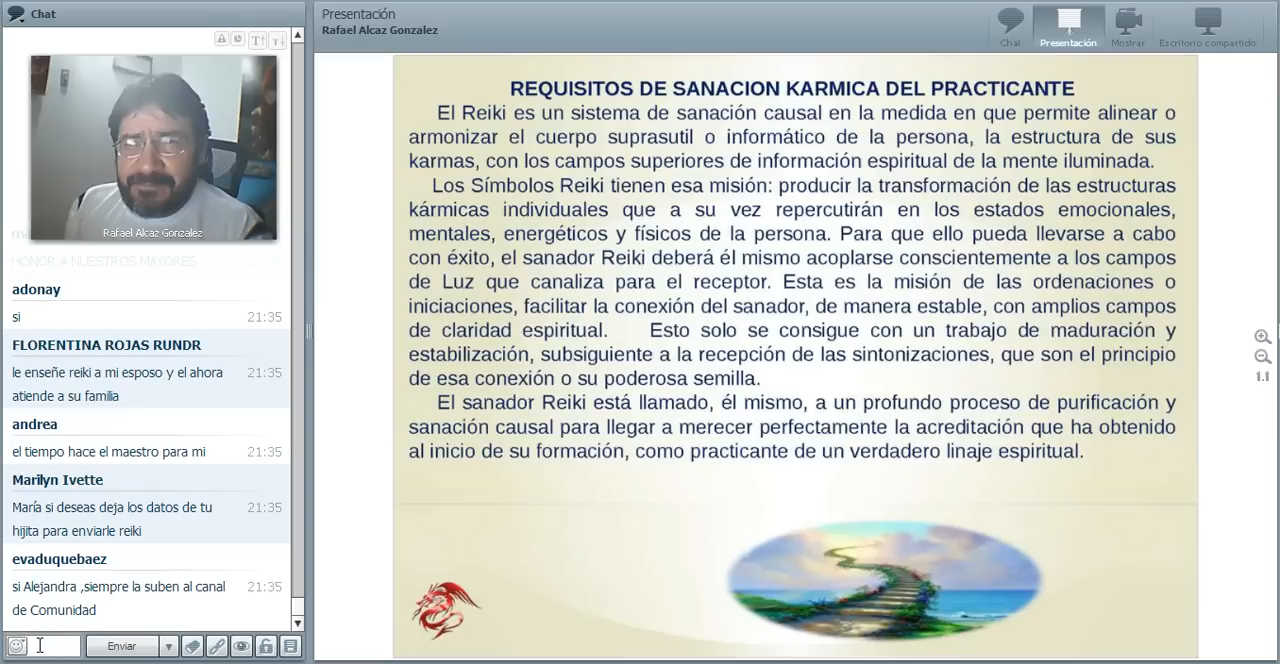 Chat
Rafael Alcaz Gonzalez
HONOR A NUESTROS MAYORES
adonay
si 21:35
FLORENTINA ROJAS RUNDR
le enseñe reiki a mi esposo y el ahora 21:35
atiende a su familia
andrea
el tiempo hace el maestro para mi 21:35
Marilyn Ivette
María si deseas deja los datos de tu 21:35
hijita para enviarle reiki
evaduquebaez
si Alejandra ,siempre la suben al canal 21:35
de Comunidad
Enviar
Presentación
Rafael Alcaz Gonzalez
Chat Presentación Mostrar Escritorio compartido
REQUISITOS DE SANACION KARMICA DEL PRACTICANTE
El Reiki es un sistema de sanación causal en la medida en que permite alinear o
armonizar el cuerpo suprasutil o informático de la persona, la estructura de sus
karmas, con los campos superiores de información espiritual de la mente iluminada.
Los Símbolos Reiki tienen esa misión: producir la transformación de las estructuras
kármicas individuales que a su vez repercutirán en los estados emocionales,
mentales, energéticos y físicos de la persona. Para que ello pueda llevarse a cabo
con éxito, el sanador Reiki deberá él mismo acoplarse conscientemente a los campos
de Luz que canaliza para el receptor. Esta es la misión de las ordenaciones o
iniciaciones, facilitar la conexión del sanador, de manera estable, con amplios campos
de claridad espiritual. Esto solo se consigue con un trabajo de maduración y
estabilización, subsiguiente a la recepción de las sintonizaciones, que son el principio
de esa conexión o su poderosa semilla.
El sanador Reiki está llamado, él mismo, a un profundo proceso de purificación y
sanación causal para llegar a merecer perfectamente la acreditación que ha obtenido
al inicio de su formación, como practicante de un verdadero linaje espiritual.
1:1